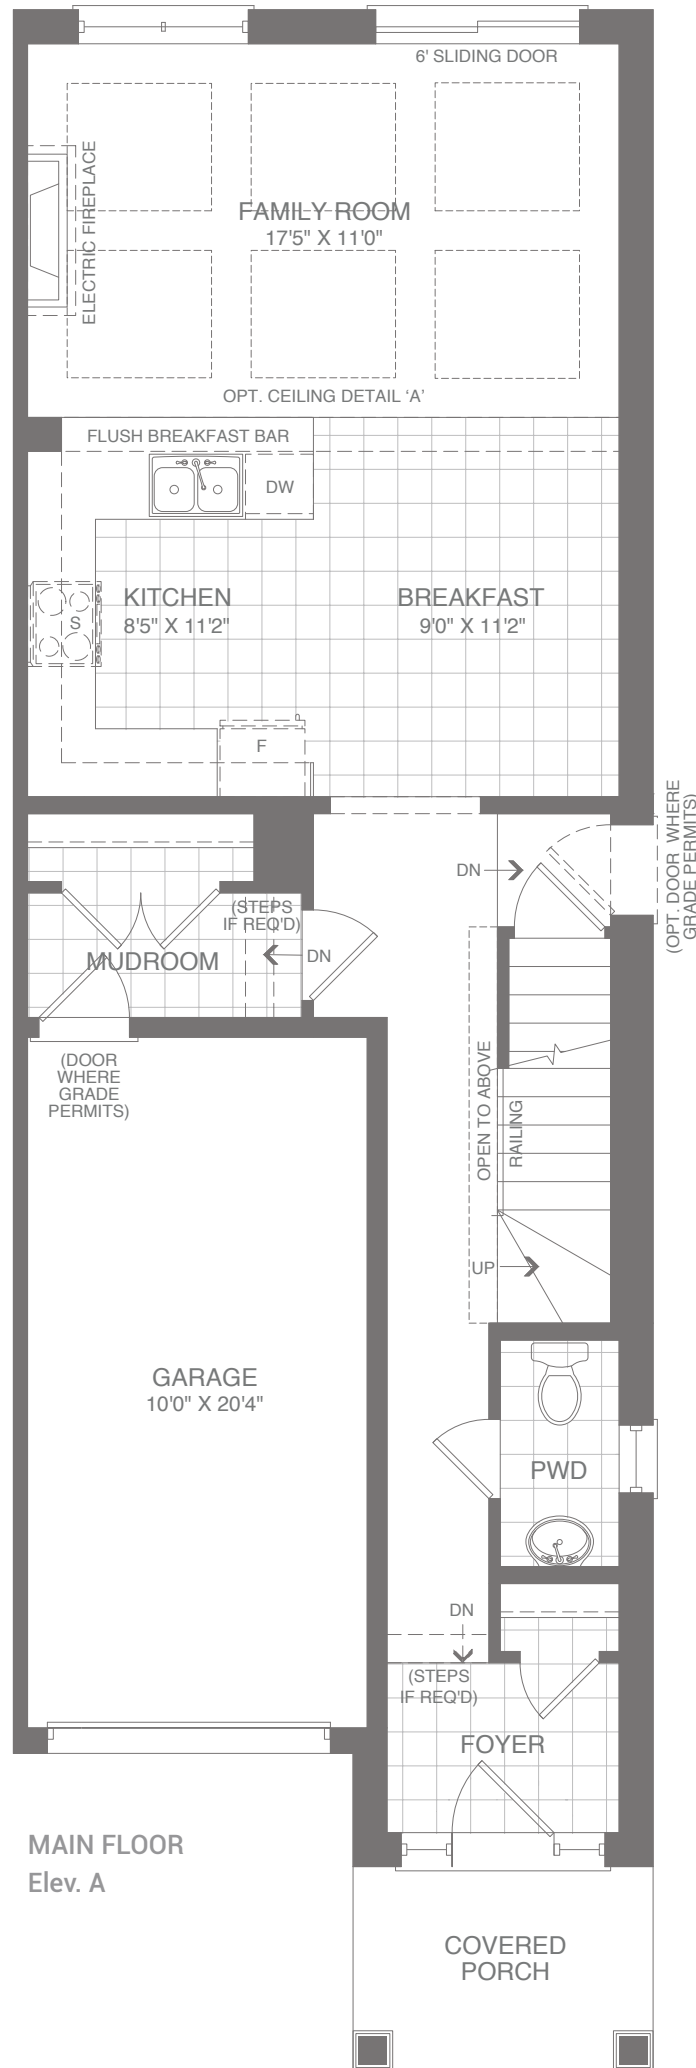 6' SLIDING DOOR
ELECTRIC FIREPLACE
FAMILY ROOM
17'5" X 11'0"
OPT. CEILING DETAIL ‘A’
FLUSH BREAKFAST BAR
DW
KITCHEN
8'5" X 11'2"
S
BREAKFAST
9'0" X 11'2"
F
(OPT. DOOR WHERE
GRADE PERMITS)
DN
(STEPS
IF REQ'D)
DN
MUDROOM
(DOOR
WHERE
GRADE
PERMITS)
OPEN TO ABOVE
RAILING
UP
GARAGE
10'0" X 20'4"
PWD
DN
(STEPS
IF REQ'D)
FOYER
MAIN FLOOR
Elev. A
COVERED
PORCH